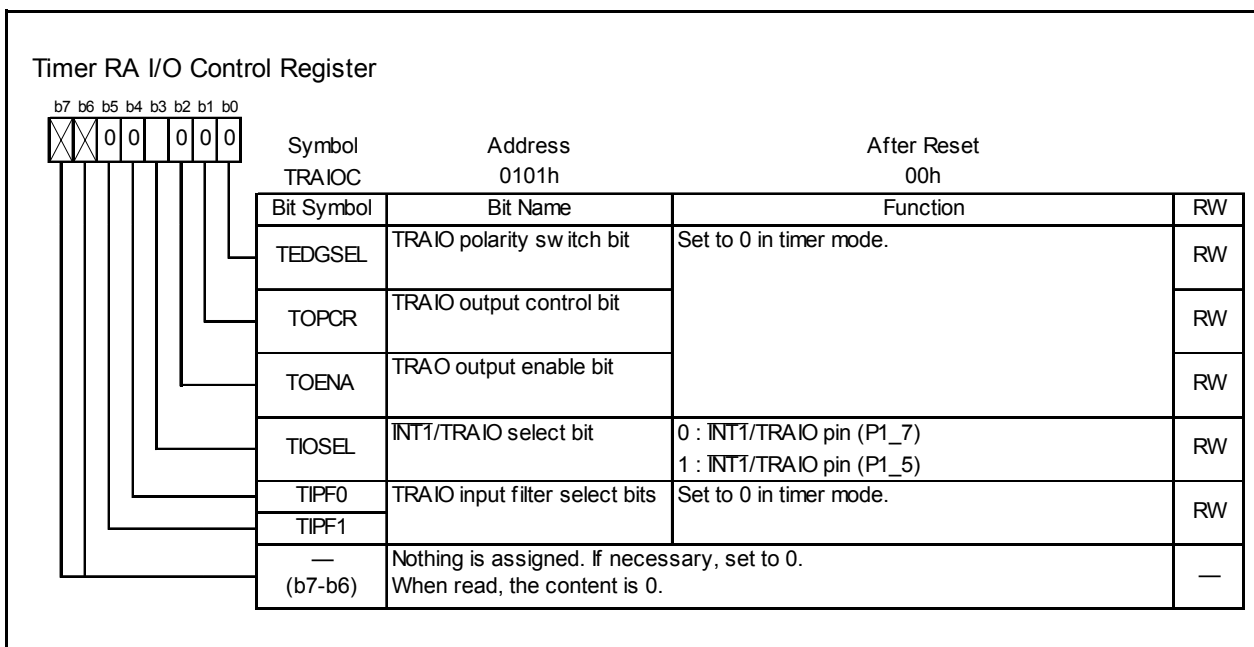 Timer RA I/O Control Register
b7 b6 b5 b4 b3 b2 b1 b0
0 0 0 0 0
Symbol Address After Reset
TRAIOC 0101h 00h
Bit Symbol Bit Name Function RW
TEDGSEL TRAIO polarity switch bit Set to 0 in timer mode. RW
TOPCR TRAIO output control bit RW
TOENA TRAO output enable bit RW
TIOSEL I̅N̅T̅1̅/TRAIO select bit 0 : I̅N̅T̅1̅/TRAIO pin (P1_7) RW
1 : I̅N̅T̅1̅/TRAIO pin (P1_5)
TIPF0 TRAIO input filter select bits Set to 0 in timer mode. RW
TIPF1
— Nothing is assigned. If necessary, set to 0. —
(b7-b6) When read, the content is 0.